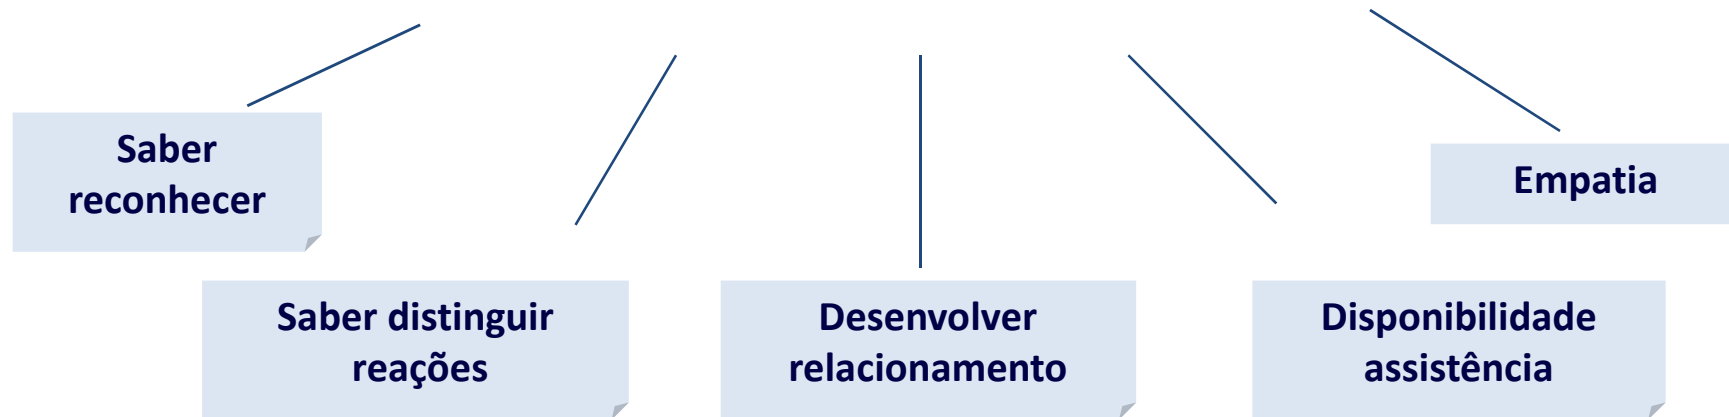 Saber
reconhecer
Empatia
Saber distinguir
reações
Desenvolver
relacionamento
Disponibilidade
assistência